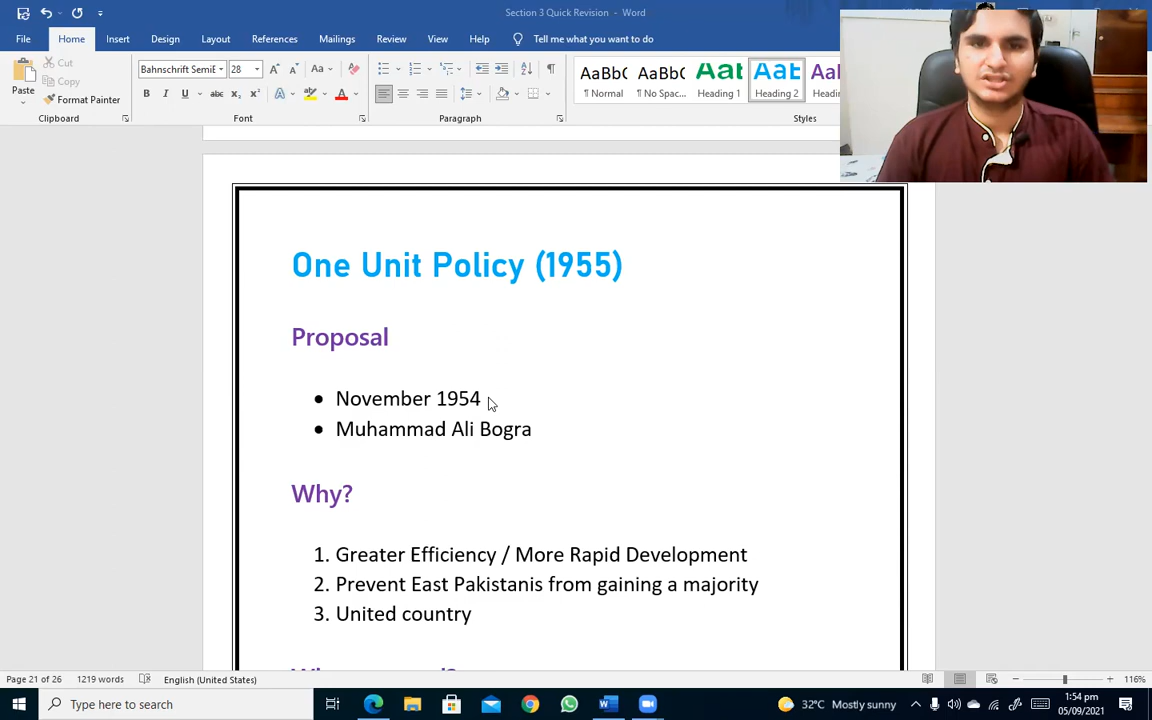 Section 3 Quick Revision - Word
File Home Insert Design Layout References Mailings Review View Help Tell me what you want to do
Paste
Cut
Copy
Format Painter
Bahnschrift SemiE 28
AaBbC AaBbC AaBb AaBb AaB
¶ Normal ¶ No Spac... Heading 1 Heading 2
Clipboard Font Paragraph Styles
One Unit Policy (1955)
Proposal
• November 1954
• Muhammad Ali Bogra
Why?
1. Greater Efficiency / More Rapid Development
2. Prevent East Pakistanis from gaining a majority
3. United country
Page 21 of 26 1219 words English (United States) 116%
Type here to search 32°C Mostly sunny 1:54 pm
05/09/2021